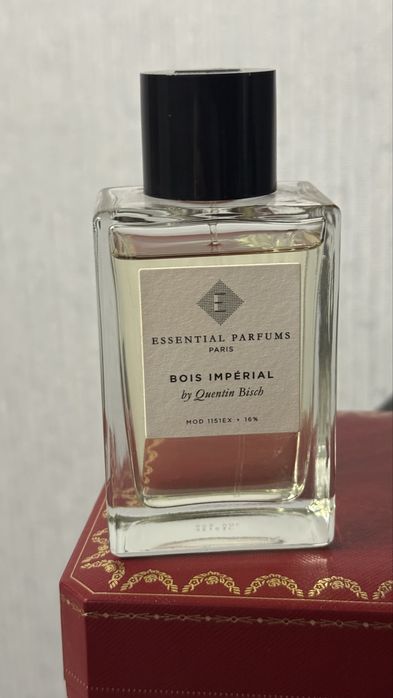 E
ESSENTIAL PARFUMS
PARIS
BOIS IMPÉRIAL
by Quentin Bisch
MOD 1151EX • 16%